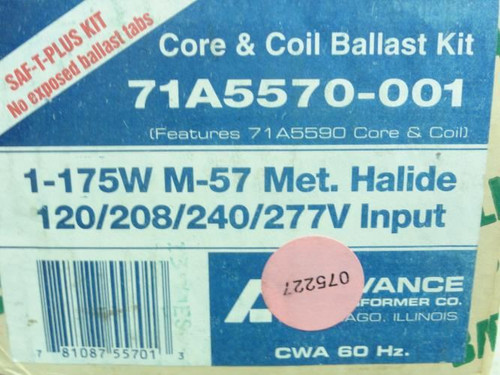 SAF-T-PLUS KIT
No exposed ballast tabs
Core & Coil Ballast Kit
71A5570-001
(Features 71A5590 Core & Coil)
1-175W M-57 Met. Halide
120/208/240/277V Input
075227
VANCE
SFORMER CO.
AGO, ILLINOIS
7 81087 55701 3
CWA 60 Hz.